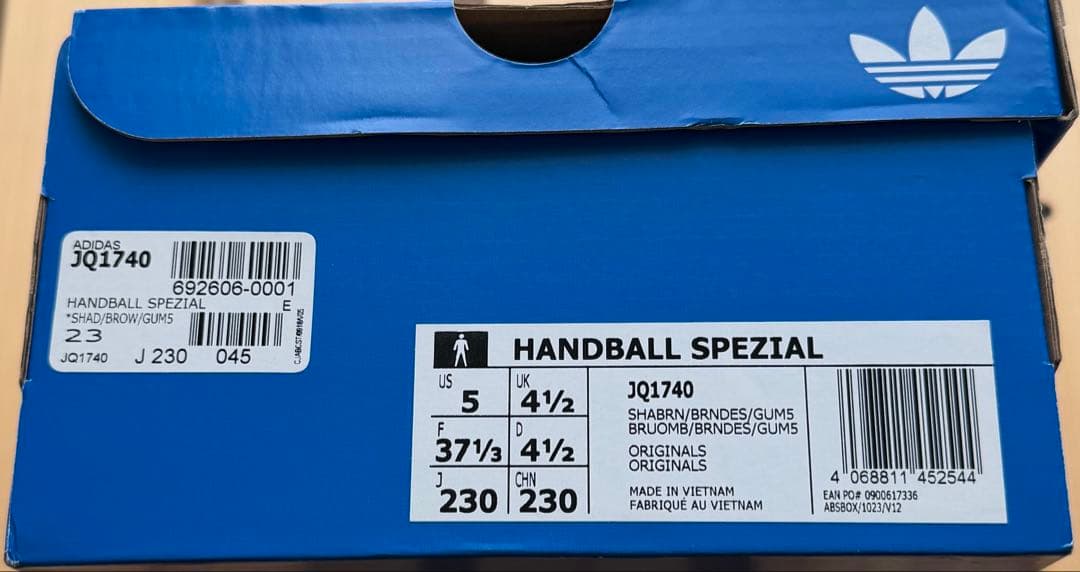 ADIDAS
JQ1740
692606-0001
HANDBALL SPEZIAL E
*SHAD/BROW/GUM5
23
JQ1740 J 230 045
HANDBALL SPEZIAL
US 5 UK 4½
F 37⅓ D 4½
J 230 CHN 230
JQ1740
SHABRN/BRNDES/GUM5
BRUOMB/BRNDES/GUM5
ORIGINALS
ORIGINALS
MADE IN VIETNAM
FABRIQUÉ AU VIETNAM
4 068811 452544
EAN PO# 0900617336
ABSBOX/1023/V12